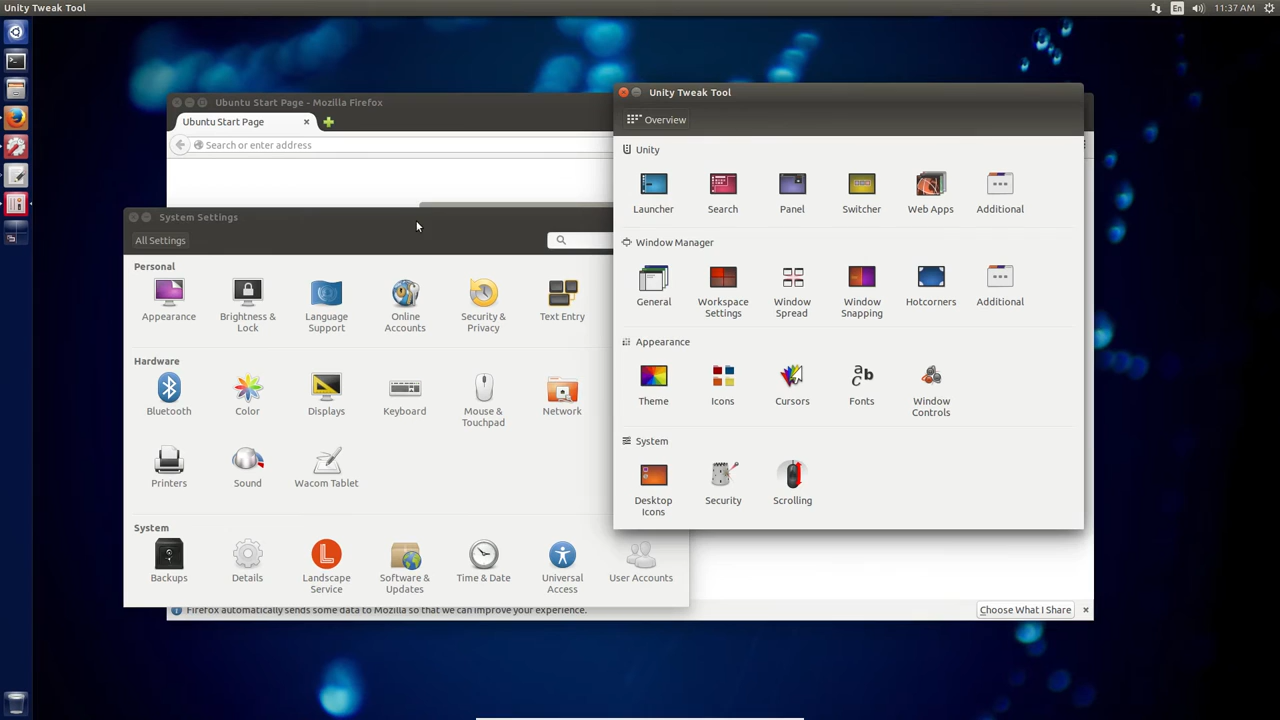 Unity Tweak Tool
En
11:37 AM
Ubuntu Start Page - Mozilla Firefox
Ubuntu Start Page
Search or enter address
System Settings
All Settings
Personal
Appearance
Brightness & Lock
Language Support
Online Accounts
Security & Privacy
Text Entry
Hardware
Bluetooth
Color
Displays
Keyboard
Mouse & Touchpad
Network
Printers
Sound
Wacom Tablet
System
Backups
Details
Landscape Service
Software & Updates
Time & Date
Universal Access
User Accounts
Firefox automatically sends some data to Mozilla so that we can improve your experience.
Choose What I Share
Unity Tweak Tool
Overview
Unity
Launcher
Search
Panel
Switcher
Web Apps
Additional
Window Manager
General
Workspace Settings
Window Spread
Window Snapping
Hotcorners
Additional
Appearance
Theme
Icons
Cursors
Fonts
Window Controls
System
Desktop Icons
Security
Scrolling